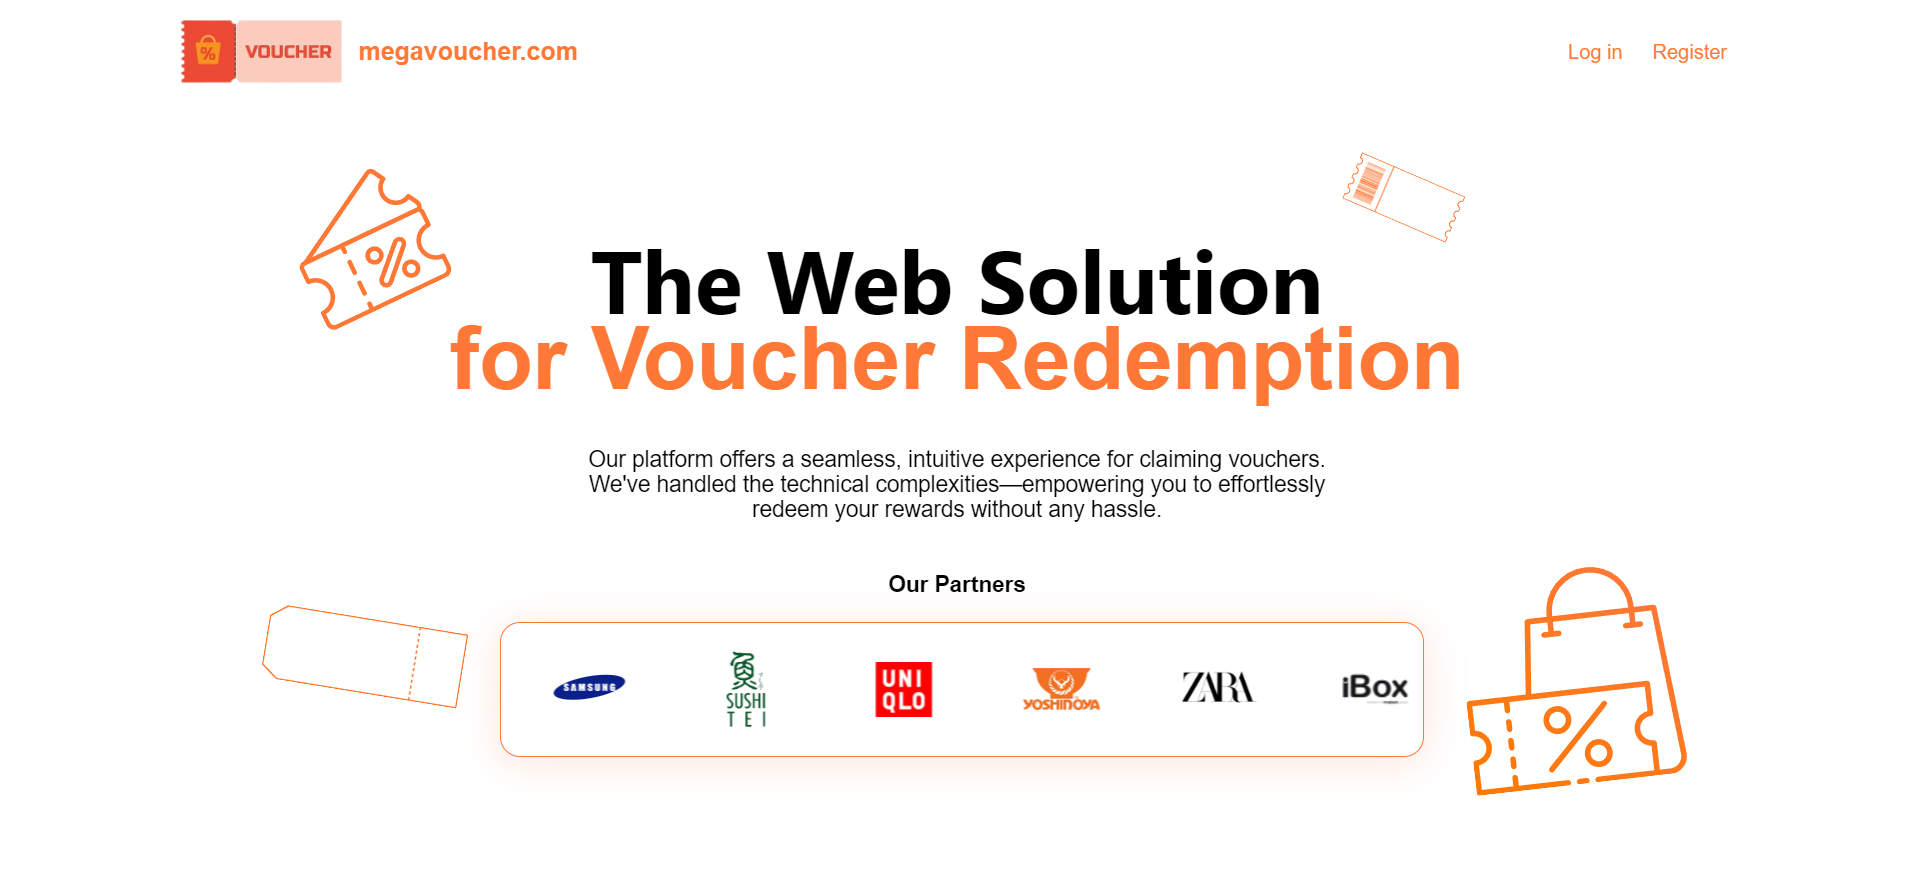 VOUCHER
megavoucher.com
Log in
Register
The Web Solution
for Voucher Redemption
Our platform offers a seamless, intuitive experience for claiming vouchers.
We've handled the technical complexities—empowering you to effortlessly
redeem your rewards without any hassle.
Our Partners
SAMSUNG
SUSHI
TEI
UNI
QLO
YOSHINOYA
ZARA
iBox